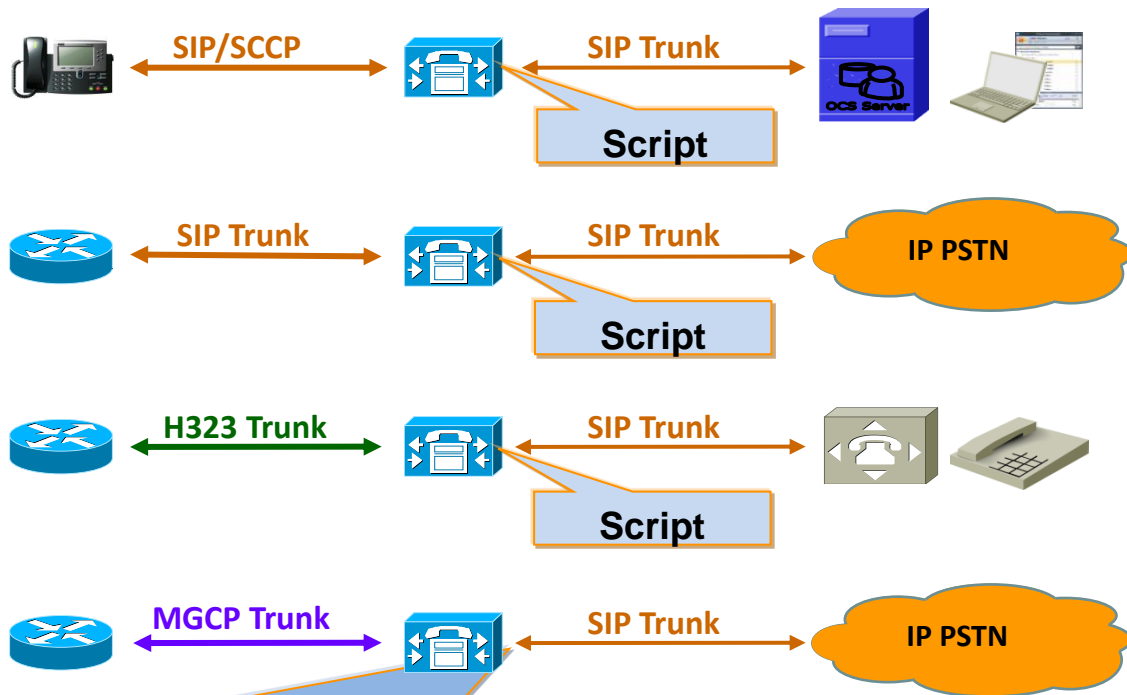 SIP/SCCP
SIP Trunk
OCS Server
Script
SIP Trunk
SIP Trunk
IP PSTN
Script
H323 Trunk
SIP Trunk
Script
MGCP Trunk
SIP Trunk
IP PSTN